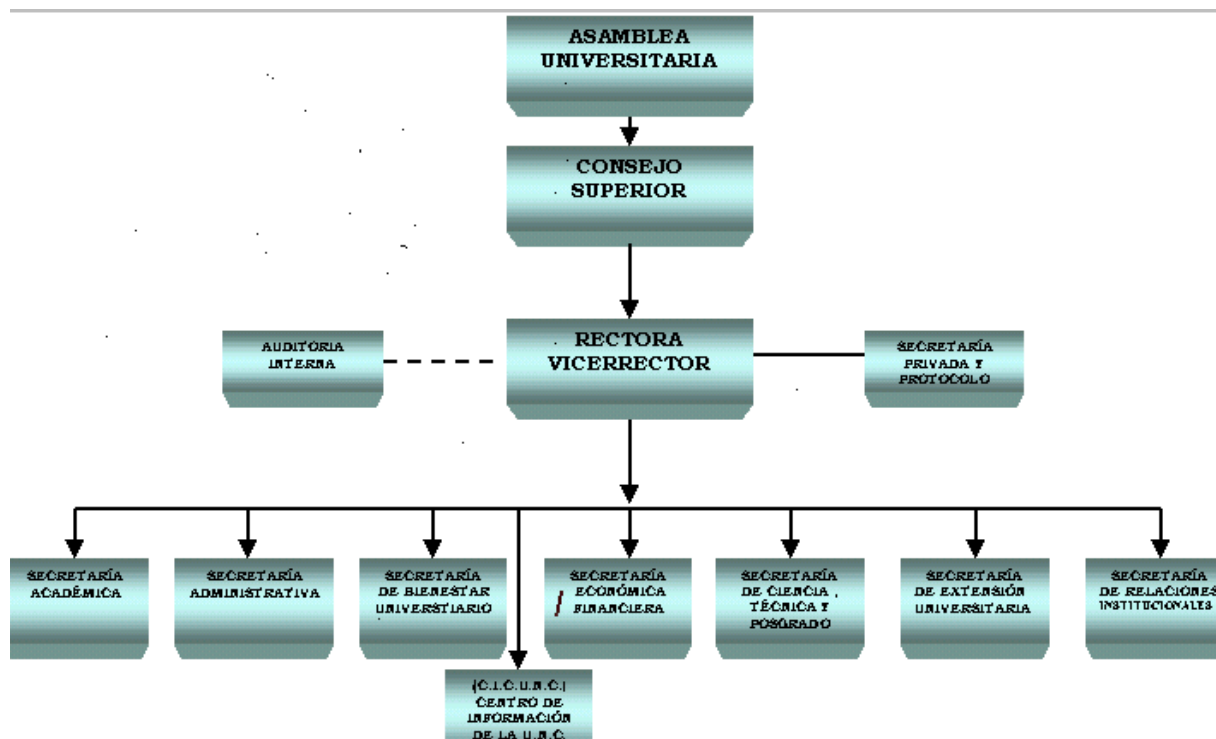 ASAMBLEA
UNIVERSITARIA
CONSEJO
SUPERIOR
AUDITORIA
INTERNA
RECTORA
VICERRECTOR
SECRETARÍA
PRIVADA Y
PROTOCOLO
SECRETARÍA
ACADÉMICA
SECRETARÍA
ADMINISTRATIVA
SECRETARÍA
DE BIENESTAR
UNIVERSTIARIO
SECRETARÍA
ECONÓMICA
/ FINANCIERA
SECRETARÍA
DE CIENCIA ,
TÉCNICA Y
POSGRADO
SECRETARÍA
DE EXTENSIÓN
UNIVERSITARIA
SECRETARÍA
DE RELACIONES
INSTITUCIONALES
(C.I.C.U.N.C.)
CENTRO DE
INFORMACIÓN
DE LA U.N.C.